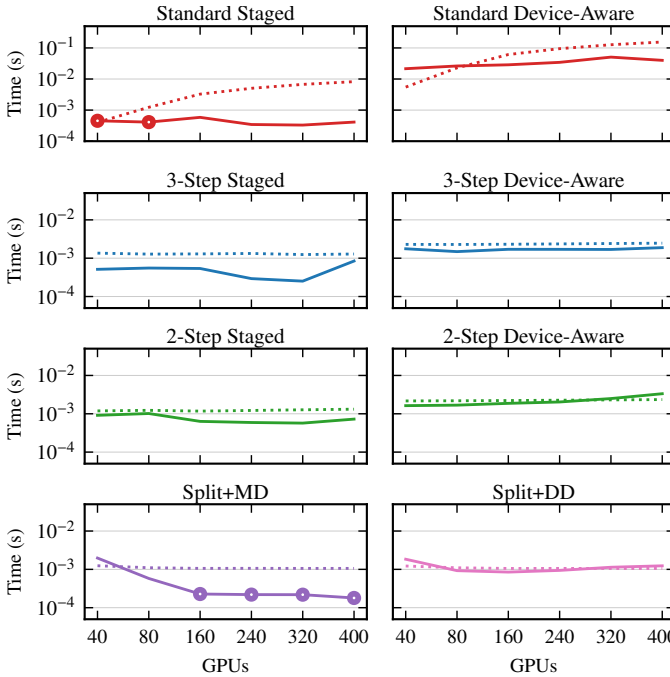 Standard Staged
Standard Device-Aware
Time (s)
10⁻¹
10⁻²
10⁻³
10⁻⁴
3-Step Staged
3-Step Device-Aware
Time (s)
10⁻²
10⁻³
10⁻⁴
2-Step Staged
2-Step Device-Aware
Time (s)
10⁻²
10⁻³
10⁻⁴
Split+MD
Split+DD
Time (s)
10⁻²
10⁻³
10⁻⁴
40 80 160 240 320 400
40 80 160 240 320 400
GPUs
GPUs